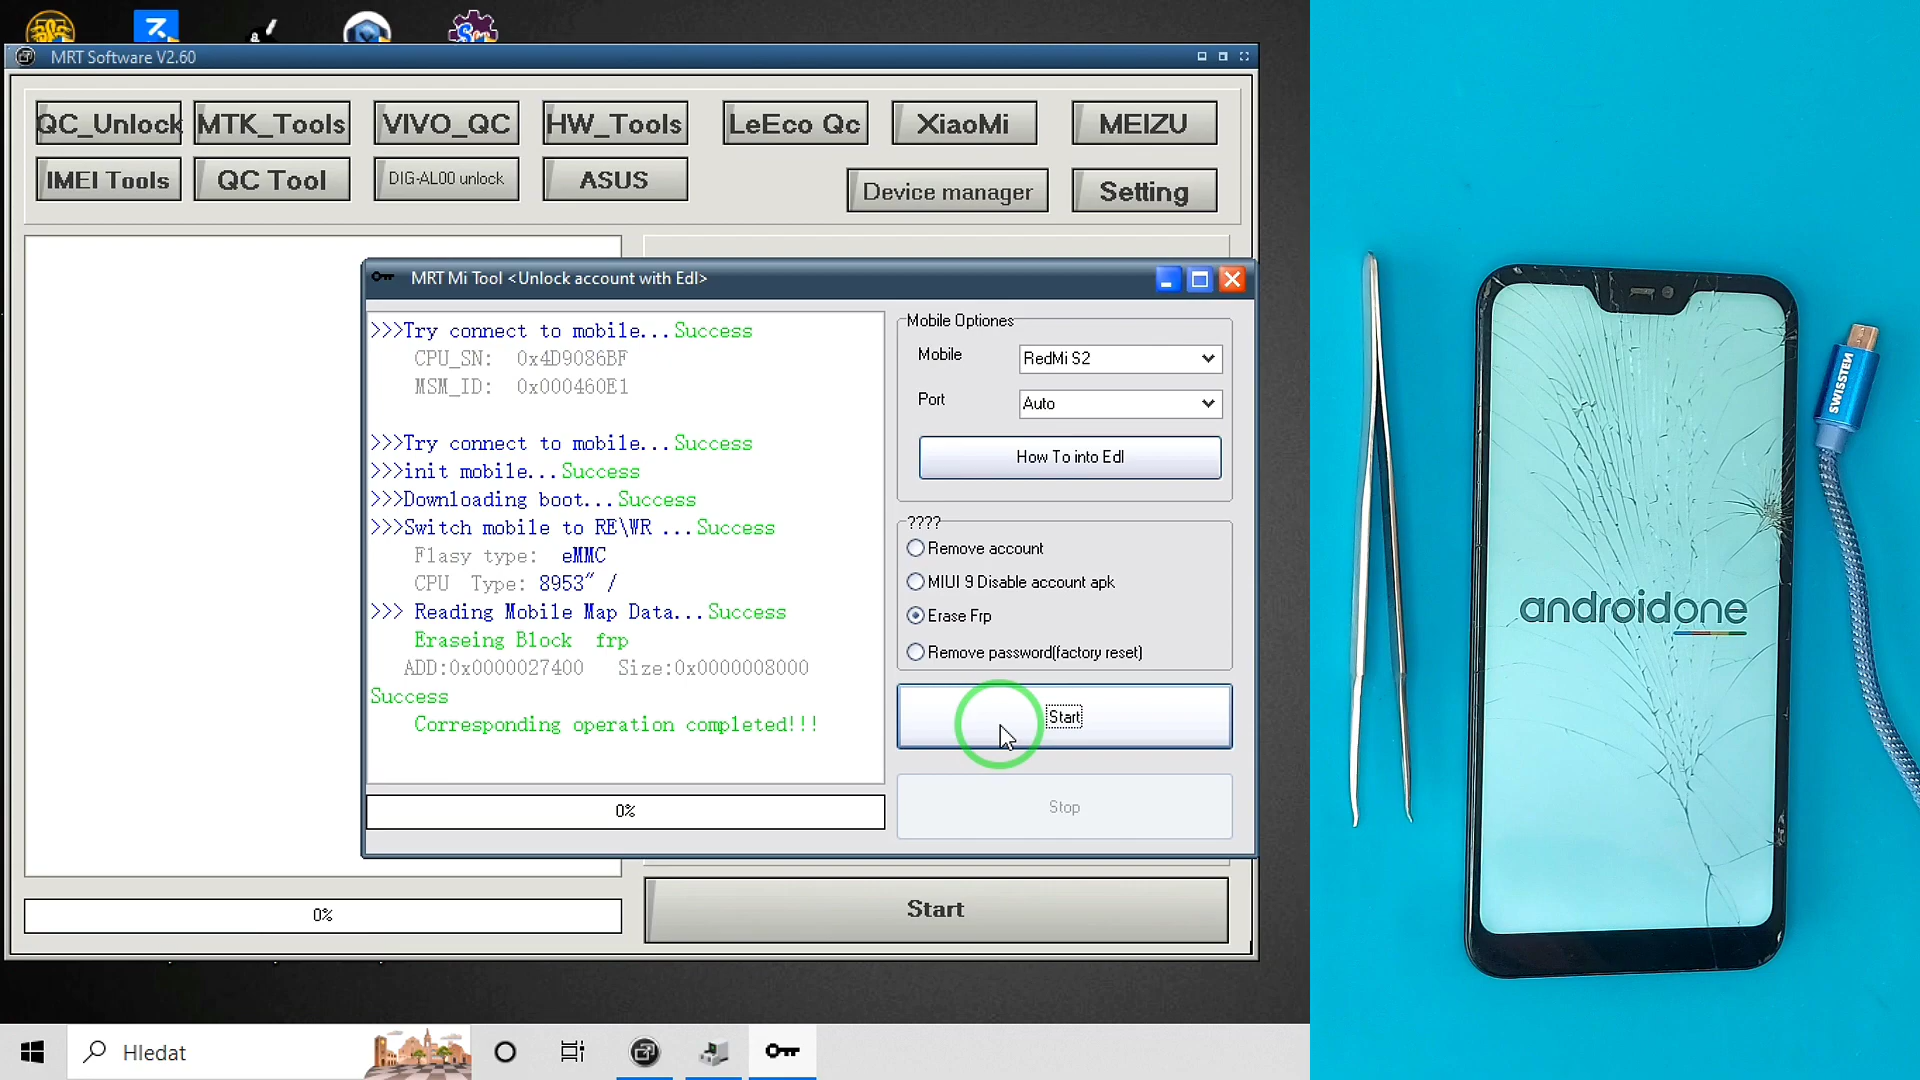 MRT Software V2.60
QC_Unlock
MTK_Tools
VIVO_QC
HW_Tools
LeEco Qc
XiaoMi
MEIZU
IMEI Tools
QC Tool
DIG-AL00 unlock
ASUS
Device manager
Setting
MRT Mi Tool <Unlock account with Edl>
>>>Try connect to mobile...Success
CPU_SN: 0x4D9086BF
MSM_ID: 0x000460E1
>>>Try connect to mobile...Success
>>>init mobile...Success
>>>Downloading boot...Success
>>>Switch mobile to RE\WR ...Success
Flasy type: eMMC
CPU Type: 8953" /
>>> Reading Mobile Map Data...Success
Eraseing Block frp
ADD:0x0000027400 Size:0x0000008000
Success
Corresponding operation completed!!!
0%
Mobile Optiones
Mobile
RedMi S2
Port
Auto
How To into Edl
????
Remove account
MIUI 9 Disable account apk
Erase Frp
Remove password(factory reset)
Start
Stop
0%
Start
Hledat
androidone
SWISSTEN